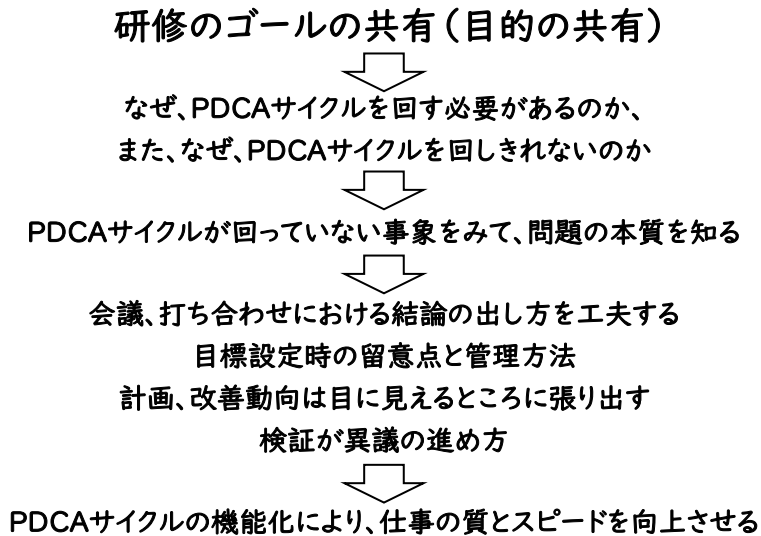 研修のゴールの共有（目的の共有）
なぜ、PDCAサイクルを回す必要があるのか、
また、なぜ、PDCAサイクルを回しきれないのか
PDCAサイクルが回っていない事象をみて、問題の本質を知る
会議、打ち合わせにおける結論の出し方を工夫する
目標設定時の留意点と管理方法
計画、改善動向は目に見えるところに張り出す
検証が異議の進め方
PDCAサイクルの機能化により、仕事の質とスピードを向上させる